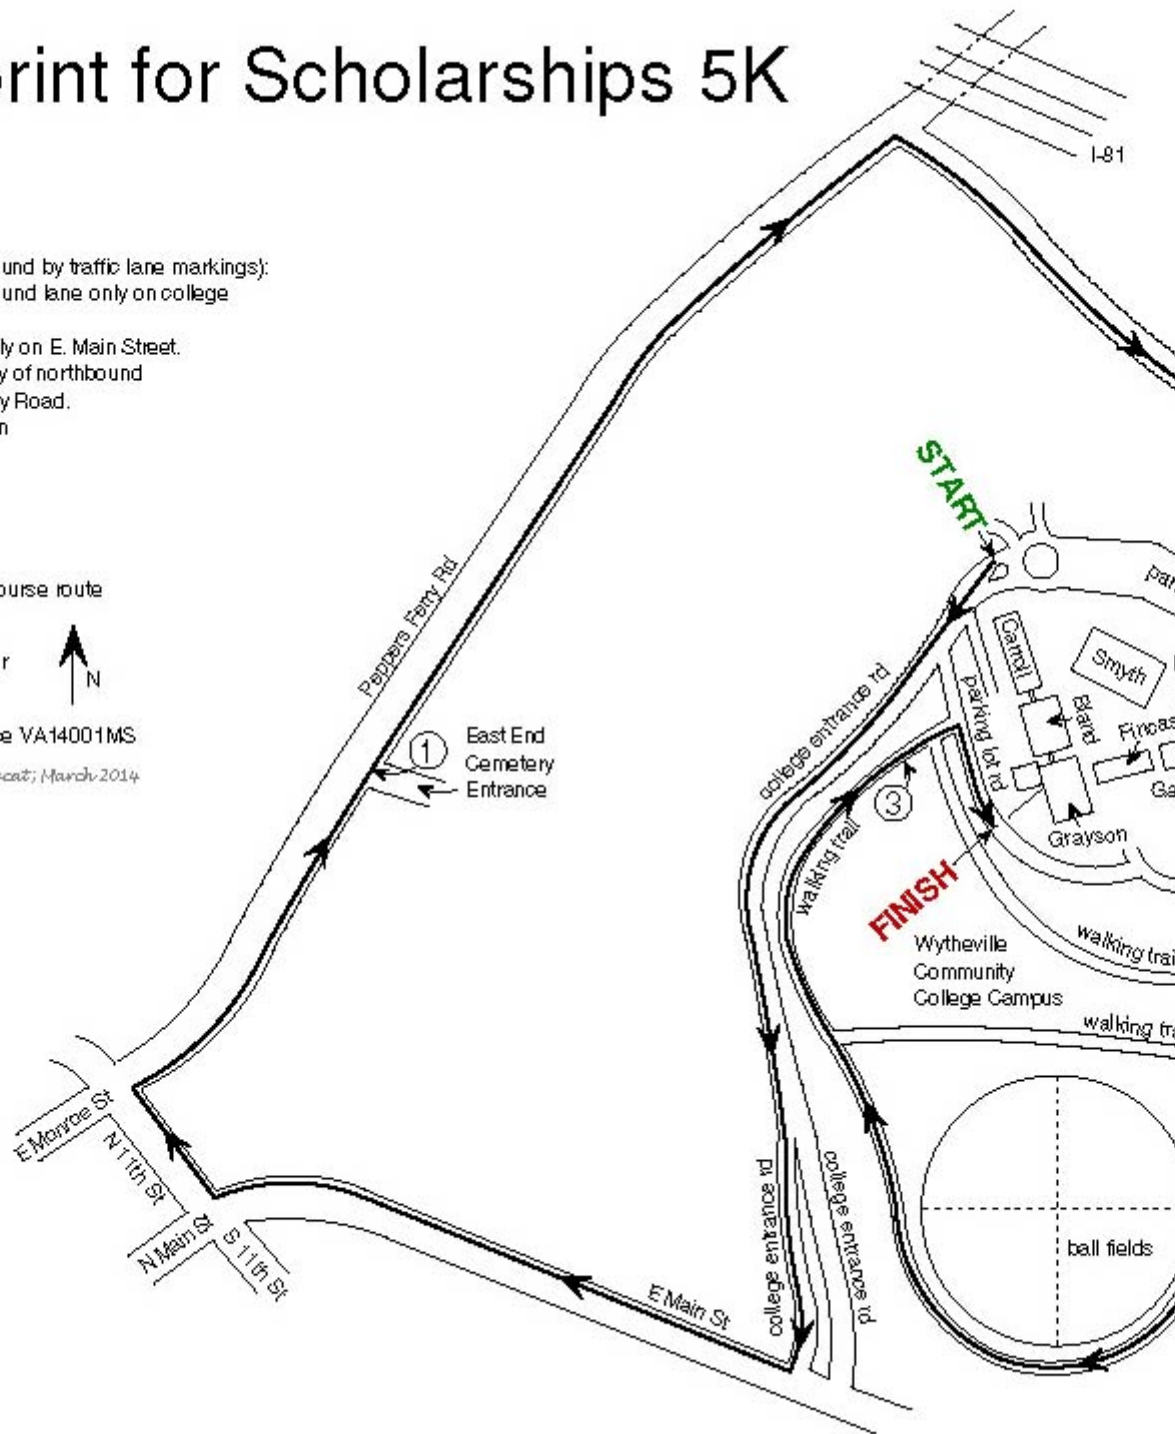 rint for Scholarships 5K
I-81
und by traffic lane markings):
und lane only on college
ly on E. Main Street.
y of northbound
y Road.
n
START
ourse route
r
N
e VA14001MS
cat; March 2014
Peppers Ferry Rd
1
East End
Cemetery
Entrance
college entrance rd
parking lot rd
Carroll
Smyth
Bland
Fincas
Ga
Grayson
par
walking trail
3
FINISH
Wytheville
Community
College Campus
walking trai
walking tra
E Monroe St
N 11th St
N Main St
S 11th St
E Main St
college entrance rd
college entrance rd
ball fields